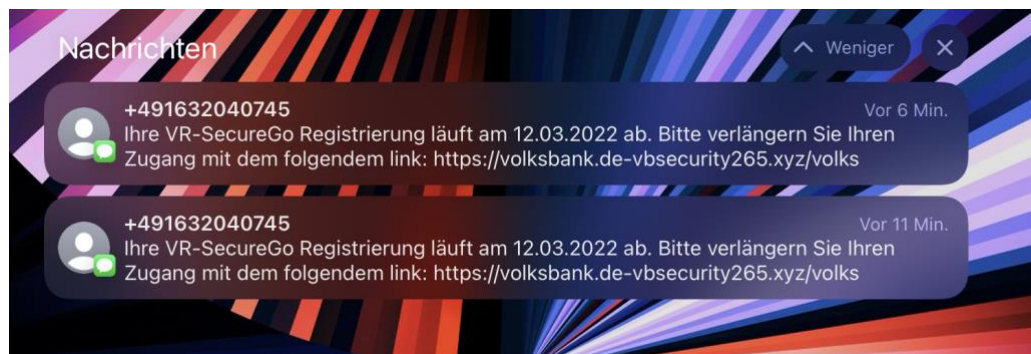 Nachrichten
Weniger
+491632040745
Vor 6 Min.
Ihre VR-SecureGo Registrierung läuft am 12.03.2022 ab. Bitte verlängern Sie Ihren
Zugang mit dem folgendem link: https://volksbank.de-vbsecurity265.xyz/volks
+491632040745
Vor 11 Min.
Ihre VR-SecureGo Registrierung läuft am 12.03.2022 ab. Bitte verlängern Sie Ihren
Zugang mit dem folgendem link: https://volksbank.de-vbsecurity265.xyz/volks